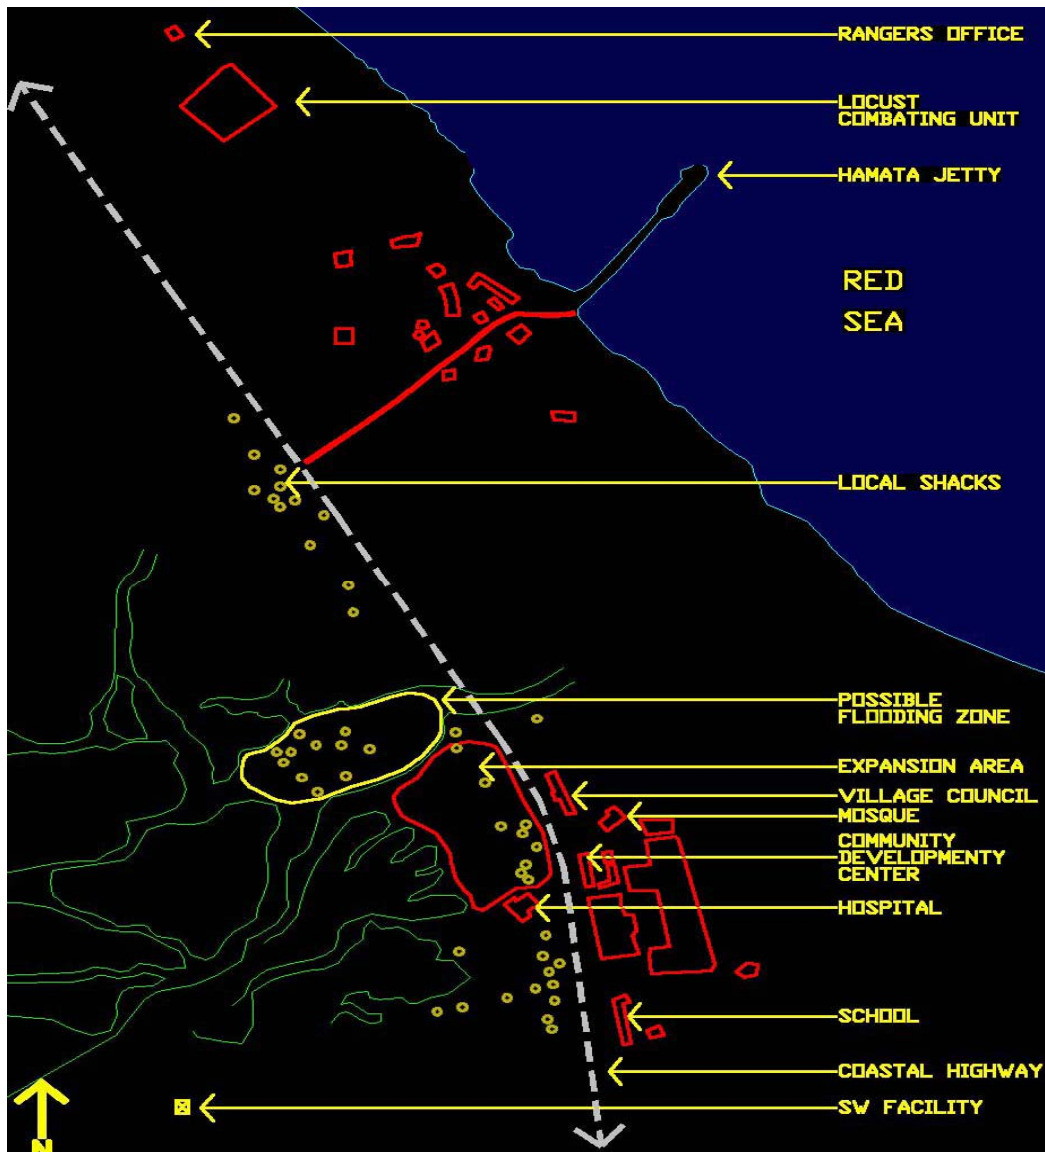 RANGERS OFFICE
LOCUST
COMBATING UNIT
HAMATA JETTY
RED
SEA
LOCAL SHACKS
POSSIBLE
FLOODING ZONE
EXPANSION AREA
VILLAGE COUNCIL
MOSQUE
COMMUNITY
DEVELOPMENTY
CENTER
HOSPITAL
SCHOOL
COASTAL HIGHWAY
SW FACILITY
N